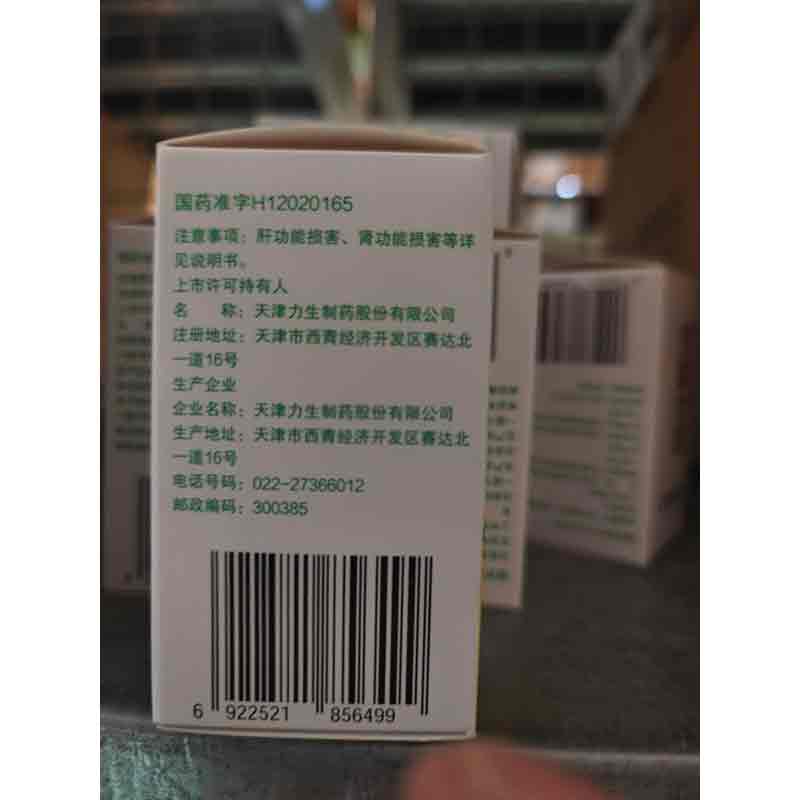 国药准字H12020165
注意事项：肝功能损害、肾功能损害等详
见说明书。
上市许可持有人
名　　称：天津力生制药股份有限公司
注册地址：天津市西青经济开发区赛达北
一道16号
生产企业
企业名称：天津力生制药股份有限公司
生产地址：天津市西青经济开发区赛达北
一道16号
电话号码：022-27366012
邮政编码：300385
6 922521 856499